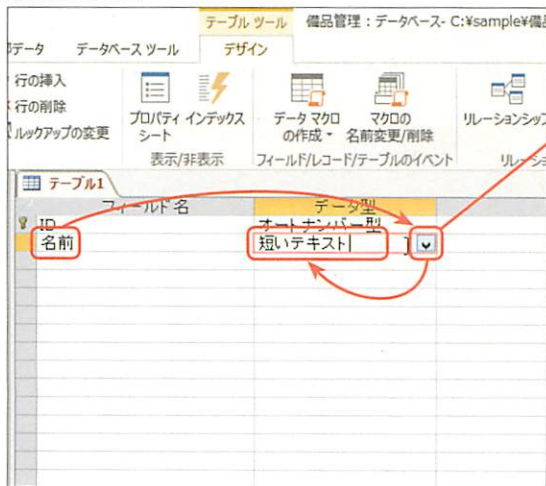 テーブル ツール 備品管理：データベース- C:¥sample¥備品
データ データベース ツール デザイン
行の挿入
行の削除
ルックアップの変更
プロパティ シート
インデックス
データ マクロ の作成
マクロの 名前変更/削除
リレーションシップ
表示/非表示 フィールド/レコード/テーブルのイベント リレーショ
テーブル1
フィールド名 データ型
ID オートナンバー型
名前 短いテキスト